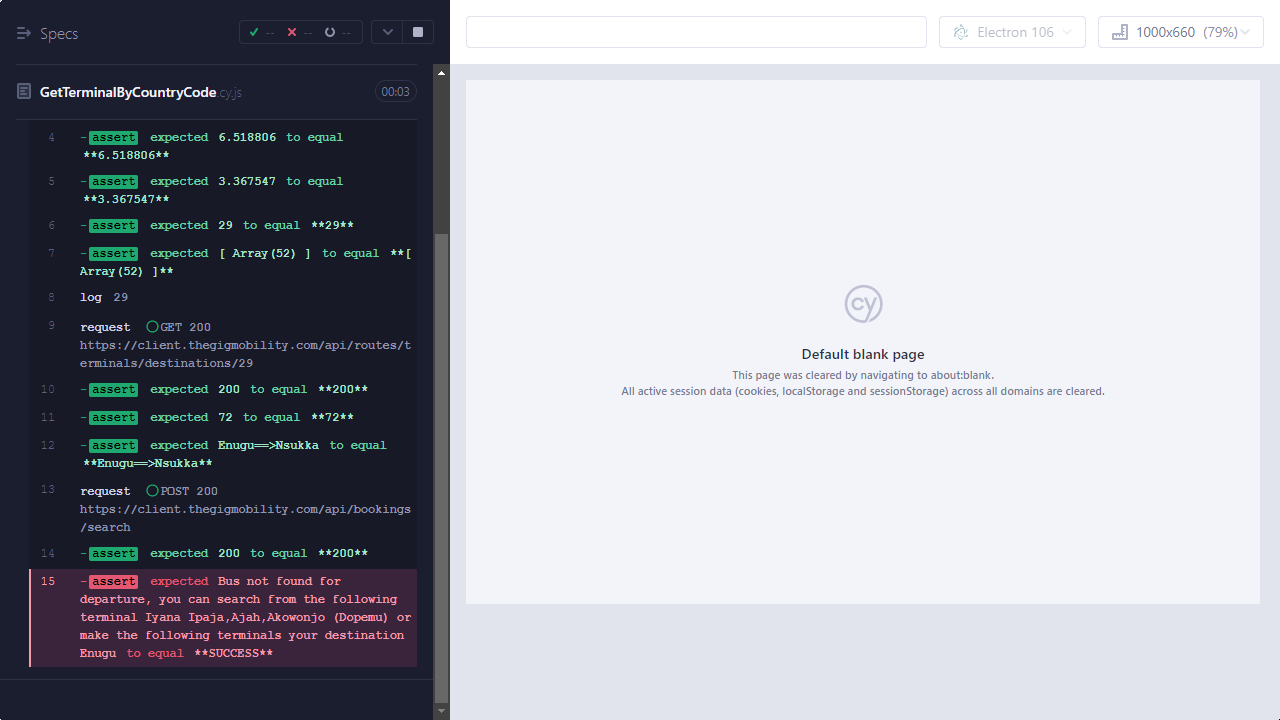 Specs
--
--
--
Electron 106
1000x660 (79%)
GetTerminalByCountryCode.cy.js
00:03
4 -assert expected 6.518806 to equal
**6.518806**
5 -assert expected 3.367547 to equal
**3.367547**
6 -assert expected 29 to equal **29**
7 -assert expected [ Array(52) ] to equal **[
Array(52) ]**
8 log 29
9 request GET 200
https://client.thegigmobility.com/api/routes/t
erminals/destinations/29
10 -assert expected 200 to equal **200**
11 -assert expected 72 to equal **72**
12 -assert expected Enugu==>Nsukka to equal
**Enugu==>Nsukka**
13 request POST 200
https://client.thegigmobility.com/api/bookings
/search
14 -assert expected 200 to equal **200**
15 -assert expected Bus not found for
departure, you can search from the following
terminal Iyana Ipaja,Ajah,Akowonjo (Dopemu) or
make the following terminals your destination
Enugu to equal **SUCCESS**
cy
Default blank page
This page was cleared by navigating to about:blank.
All active session data (cookies, localStorage and sessionStorage) across all domains are cleared.